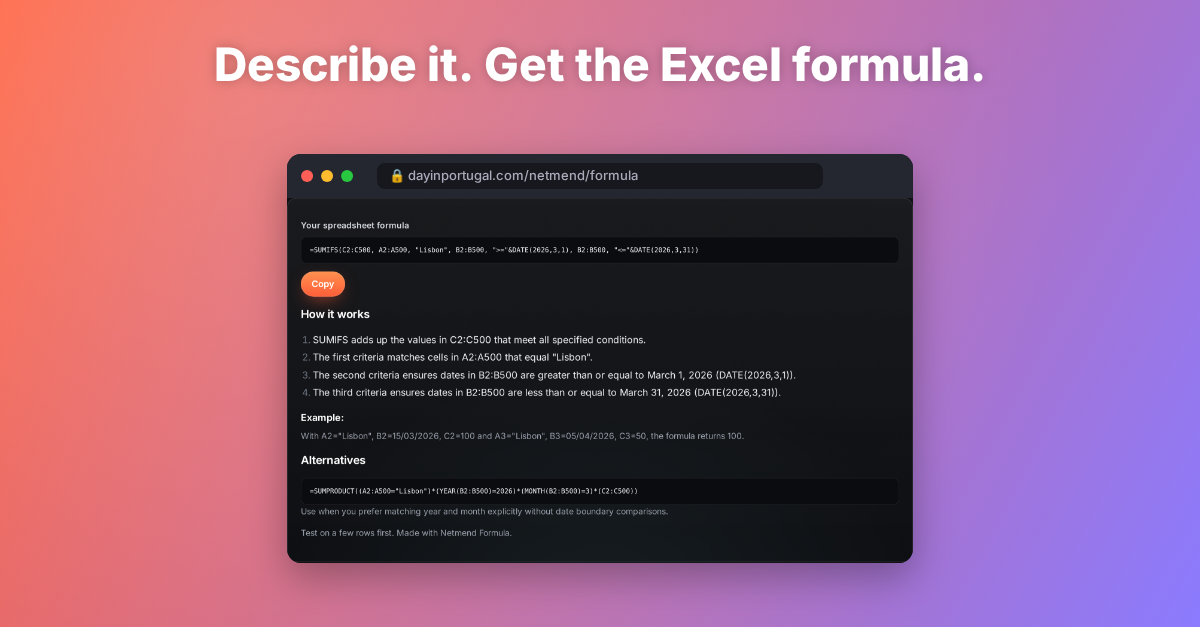 Describe it. Get the Excel formula.
🔒 dayinportugal.com/netmend/formula
Your spreadsheet formula
=SUMIFS(C2:C500, A2:A500, "Lisbon", B2:B500, ">="&DATE(2026,3,1), B2:B500, "<="&DATE(2026,3,31))
Copy
How it works
1. SUMIFS adds up the values in C2:C500 that meet all specified conditions.
2. The first criteria matches cells in A2:A500 that equal "Lisbon".
3. The second criteria ensures dates in B2:B500 are greater than or equal to March 1, 2026 (DATE(2026,3,1)).
4. The third criteria ensures dates in B2:B500 are less than or equal to March 31, 2026 (DATE(2026,3,31)).
Example:
With A2="Lisbon", B2=15/03/2026, C2=100 and A3="Lisbon", B3=05/04/2026, C3=50, the formula returns 100.
Alternatives
=SUMPRODUCT((A2:A500="Lisbon")*(YEAR(B2:B500)=2026)*(MONTH(B2:B500)=3)*(C2:C500))
Use when you prefer matching year and month explicitly without date boundary comparisons.
Test on a few rows first. Made with Netmend Formula.